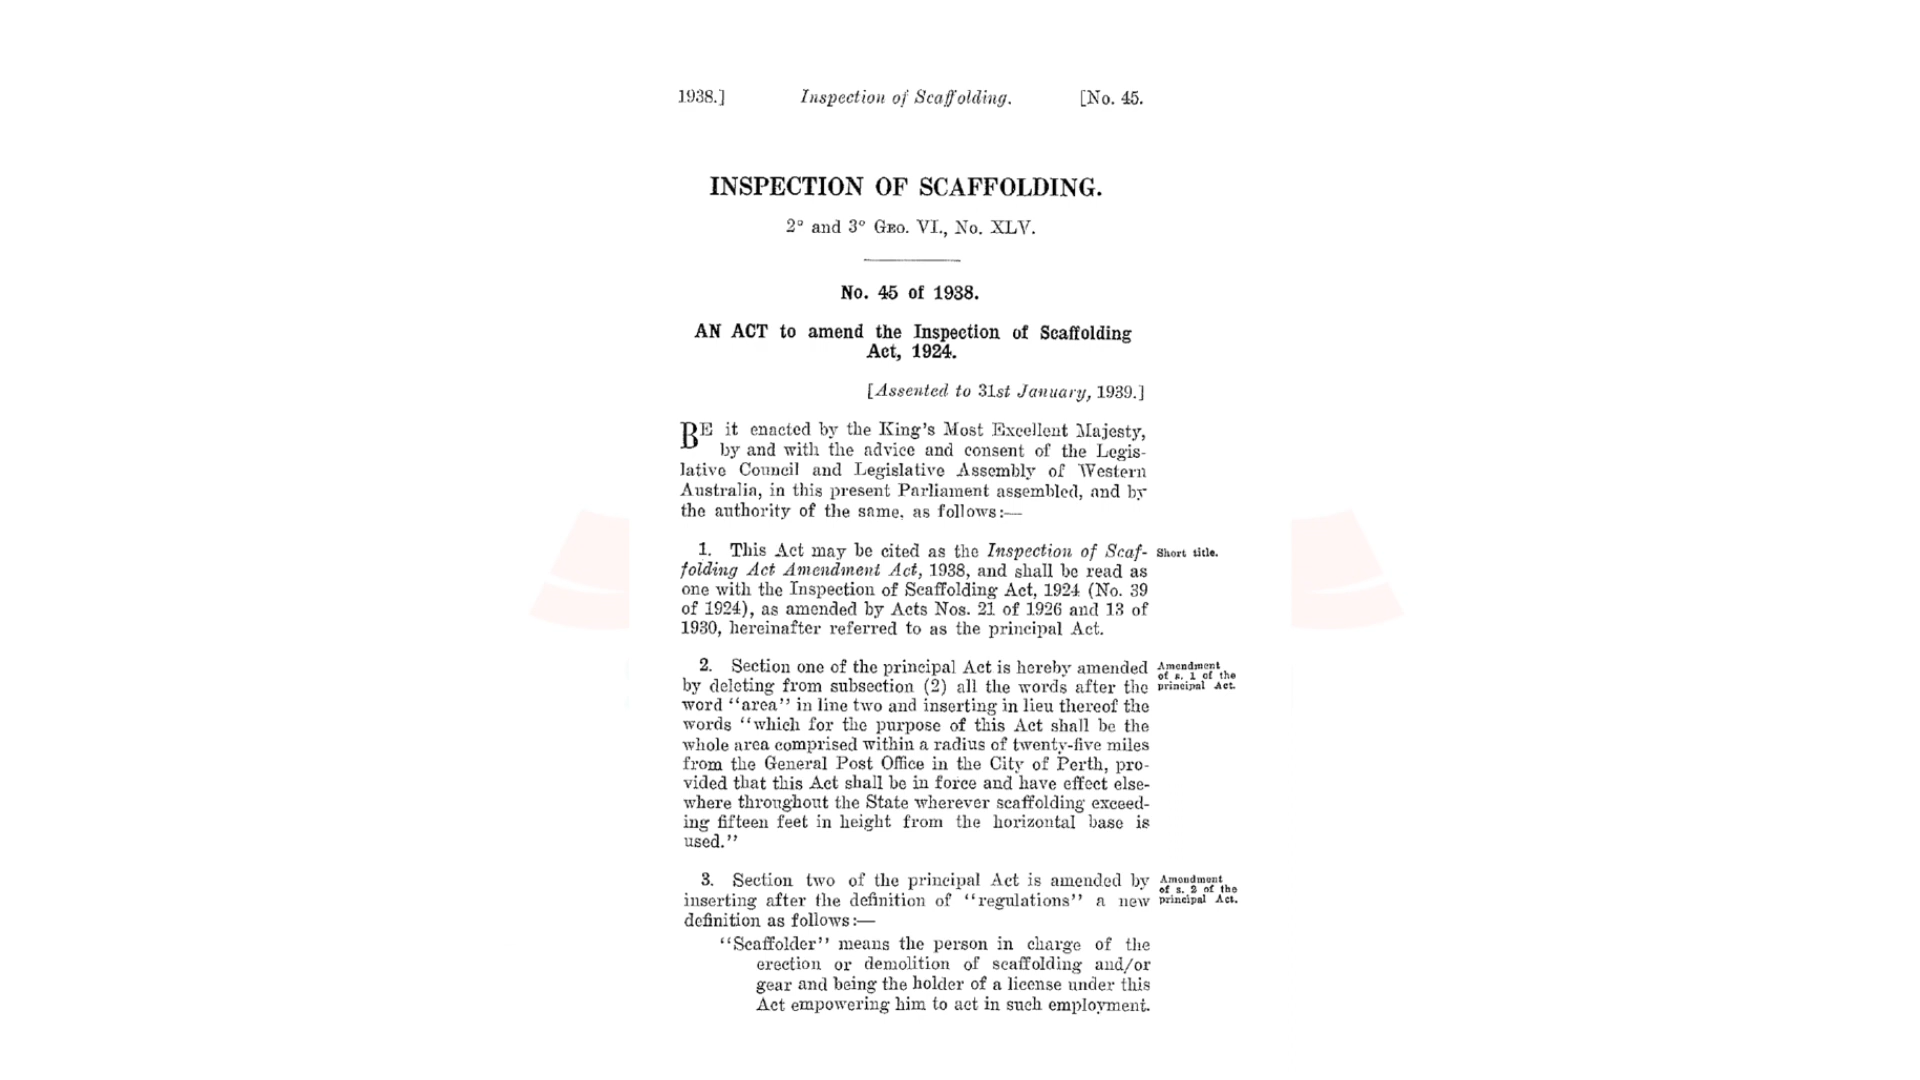 1938.] Inspection of Scaffolding. [No. 45.
INSPECTION OF SCAFFOLDING.
2° and 3° GEO. VI., No. XLV.
No. 45 of 1938.
AN ACT to amend the Inspection of Scaffolding
Act, 1924.
[Assented to 31st January, 1939.]
BE it enacted by the King's Most Excellent Majesty,
by and with the advice and consent of the Legis-
lative Council and Legislative Assembly of Western
Australia, in this present Parliament assembled, and by
the authority of the same, as follows:—
1. This Act may be cited as the Inspection of Scaf-
folding Act Amendment Act, 1938, and shall be read as
one with the Inspection of Scaffolding Act, 1924 (No. 39
of 1924), as amended by Acts Nos. 21 of 1926 and 13 of
1930, hereinafter referred to as the principal Act.
Short title.
2. Section one of the principal Act is hereby amended
by deleting from subsection (2) all the words after the
word "area" in line two and inserting in lieu thereof the
words "which for the purpose of this Act shall be the
whole area comprised within a radius of twenty-five miles
from the General Post Office in the City of Perth, pro-
vided that this Act shall be in force and have effect else-
where throughout the State wherever scaffolding exceed-
ing fifteen feet in height from the horizontal base is
used."
Amendment
of s. 1 of the
principal Act.
3. Section two of the principal Act is amended by
inserting after the definition of "regulations" a new
definition as follows:—
Amendment
of s. 2 of the
principal Act.
"Scaffolder" means the person in charge of the
erection or demolition of scaffolding and/or
gear and being the holder of a license under this
Act empowering him to act in such employment.